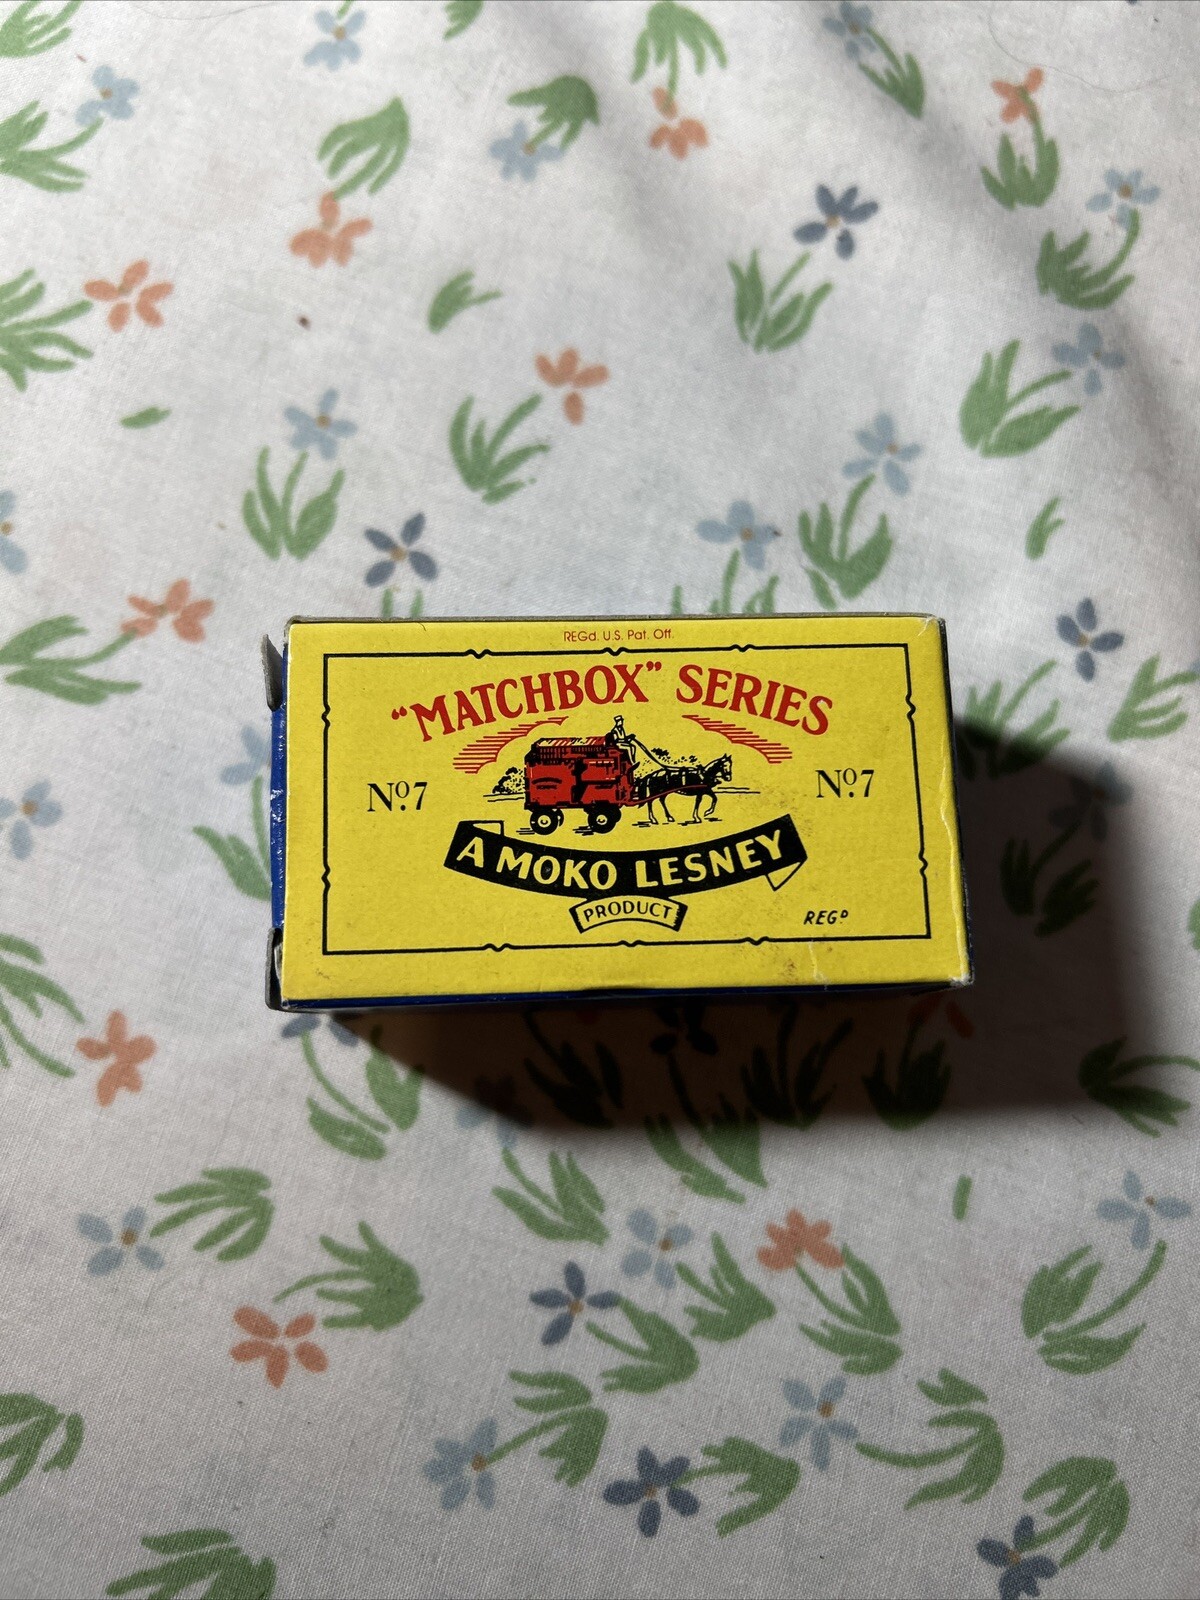 REGd. U.S. Pat. Off.
"MATCHBOX" SERIES
Nº.7
Nº.7
A MOKO LESNEY
PRODUCT
REGD